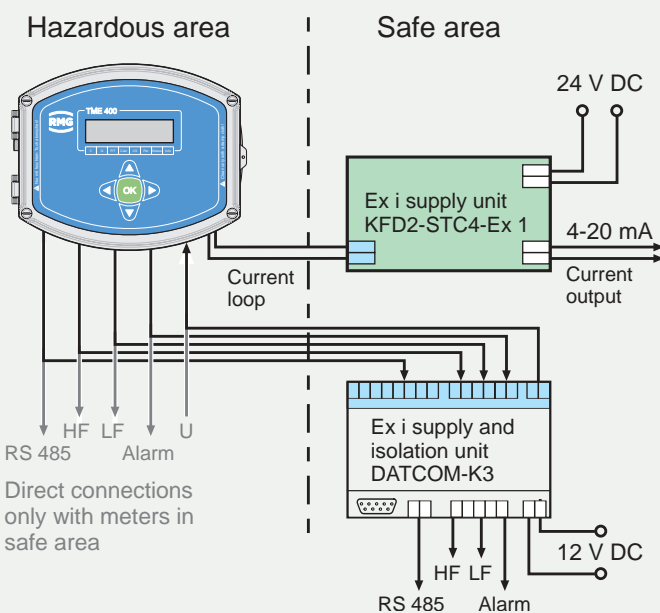 Hazardous area
Safe area
24 V DC
RMG
TME 400
OK
Ex i supply unit
KFD2-STC4-Ex 1
4-20 mA
Current
output
Current
loop
HF LF U
RS 485 Alarm
Direct connections
only with meters in
safe area
Ex i supply and
isolation unit
DATCOM-K3
12 V DC
HF LF
RS 485 Alarm